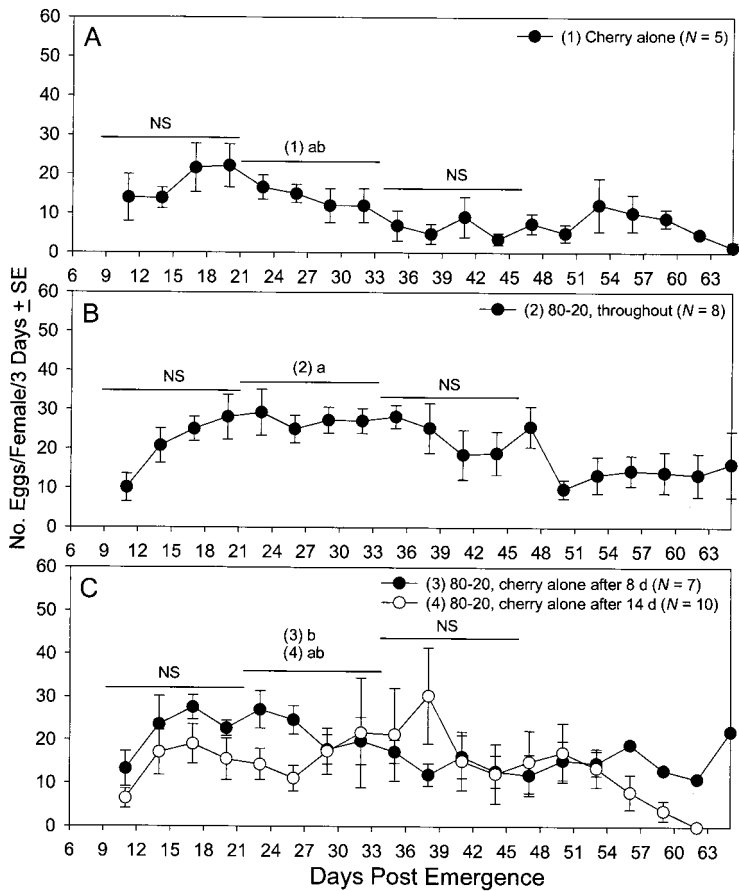 No. Eggs/Female/3 Days ± SE
A
(1) Cherry alone (N = 5)
60
50
40
30
20
10
0
NS
(1) ab
NS
6 9 12 15 18 21 24 27 30 33 36 39 42 45 48 51 54 57 60 63
B
(2) 80-20, throughout (N = 8)
60
50
40
30
20
10
0
NS
(2) a
NS
6 9 12 15 18 21 24 27 30 33 36 39 42 45 48 51 54 57 60 63
C
(3) 80-20, cherry alone after 8 d (N = 7)
(4) 80-20, cherry alone after 14 d (N = 10)
60
50
40
30
20
10
0
NS
(3) b
(4) ab
NS
6 9 12 15 18 21 24 27 30 33 36 39 42 45 48 51 54 57 60 63
Days Post Emergence